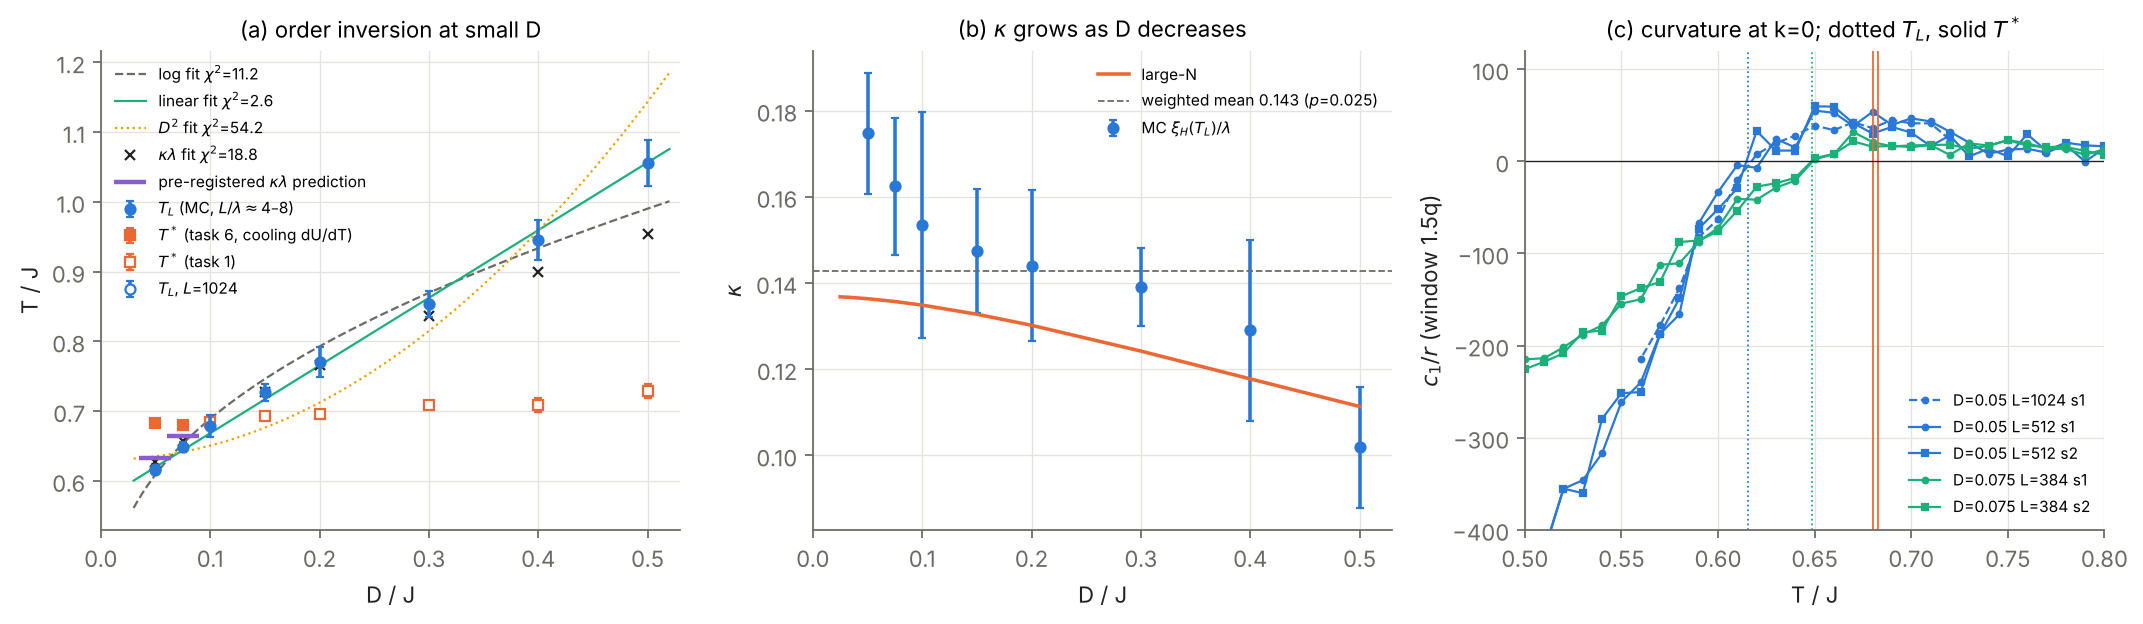 (a) order inversion at small D
log fit χ²=11.2
linear fit χ²=2.6
D² fit χ²=54.2
κλ fit χ²=18.8
pre-registered κλ prediction
T_L (MC, L/λ ≈ 4–8)
T* (task 6, cooling dU/dT)
T* (task 1)
T_L, L=1024
T / J
1.2
1.1
1.0
0.9
0.8
0.7
0.6
0.0 0.1 0.2 0.3 0.4 0.5
D / J
(b) κ grows as D decreases
large-N
weighted mean 0.143 (p=0.025)
MC ξ_H(T_L)/λ
κ
0.18
0.16
0.14
0.12
0.10
0.0 0.1 0.2 0.3 0.4 0.5
D / J
(c) curvature at k=0; dotted T_L, solid T*
c₁/r (window 1.5q)
100
0
−100
−200
−300
−400
D=0.05 L=1024 s1
D=0.05 L=512 s1
D=0.05 L=512 s2
D=0.075 L=384 s1
D=0.075 L=384 s2
0.50 0.55 0.60 0.65 0.70 0.75 0.80
T / J